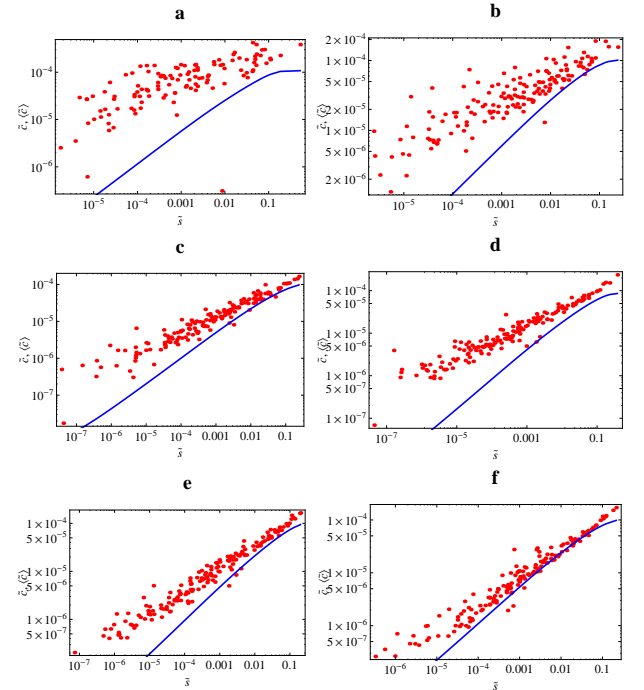 a
10⁻⁴
10⁻⁵
10⁻⁶
c̃, ⟨c̃⟩
10⁻⁵ 10⁻⁴ 0.001 0.01 0.1
s̃
b
2×10⁻⁴
1×10⁻⁴
5×10⁻⁵
2×10⁻⁵
1×10⁻⁵
5×10⁻⁶
2×10⁻⁶
c̃, ⟨c̃⟩
10⁻⁵ 10⁻⁴ 0.001 0.01 0.1
s̃
c
10⁻⁴
10⁻⁵
10⁻⁶
10⁻⁷
c̃, ⟨c̃⟩
10⁻⁷ 10⁻⁶ 10⁻⁵ 10⁻⁴ 0.001 0.01 0.1
s̃
d
1×10⁻⁴
5×10⁻⁵
1×10⁻⁵
5×10⁻⁶
1×10⁻⁶
5×10⁻⁷
1×10⁻⁷
c̃, ⟨c̃⟩
10⁻⁷ 10⁻⁵ 0.001 0.1
s̃
e
1×10⁻⁴
5×10⁻⁵
1×10⁻⁵
5×10⁻⁶
1×10⁻⁶
5×10⁻⁷
c̃, ⟨c̃⟩
10⁻⁷ 10⁻⁶ 10⁻⁵ 10⁻⁴ 0.001 0.01 0.1
s̃
f
1×10⁻⁴
5×10⁻⁵
1×10⁻⁵
5×10⁻⁶
1×10⁻⁶
5×10⁻⁷
c̃, ⟨c̃⟩
10⁻⁶ 10⁻⁵ 10⁻⁴ 0.001 0.01 0.1
s̃